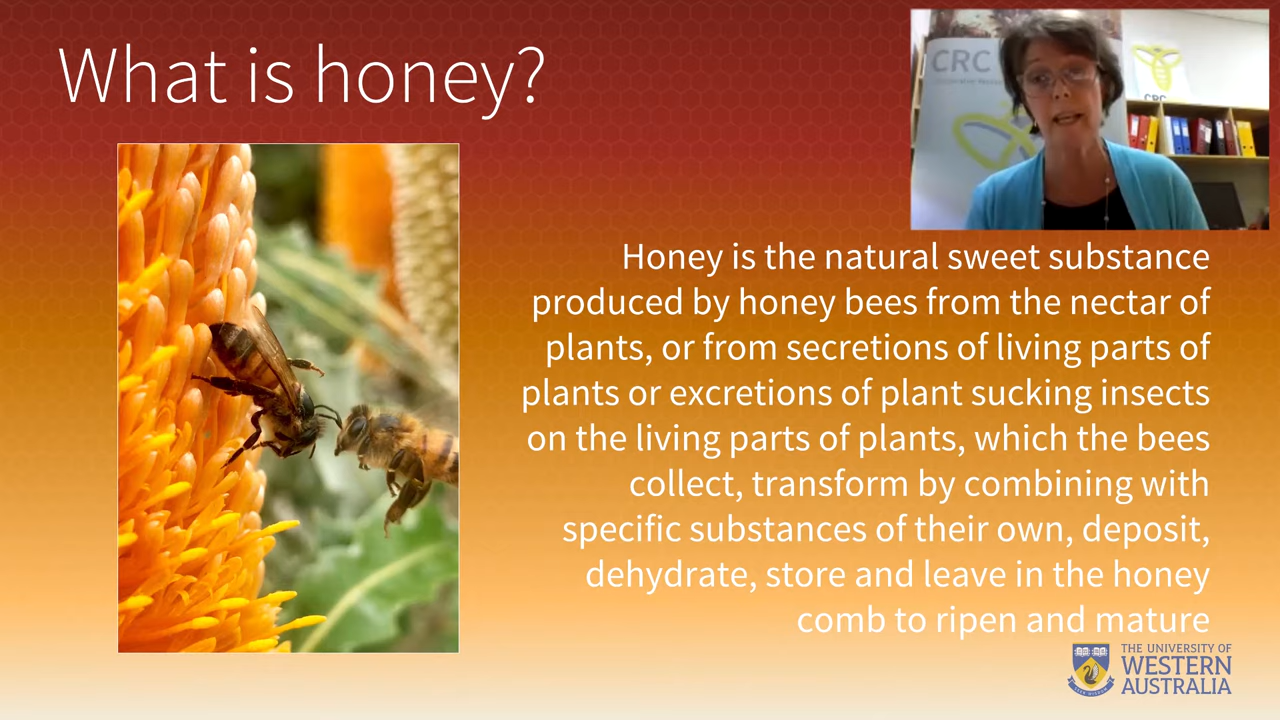 What is honey?
CRC
CRC
Honey is the natural sweet substance
produced by honey bees from the nectar of
plants, or from secretions of living parts of
plants or excretions of plant sucking insects
on the living parts of plants, which the bees
collect, transform by combining with
specific substances of their own, deposit,
dehydrate, store and leave in the honey
comb to ripen and mature
THE UNIVERSITY OF
WESTERN
AUSTRALIA